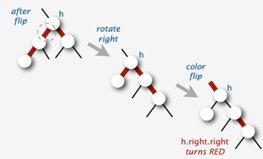 after
flip
h
rotate
right
h
color
flip
h
h.right.right
turns RED